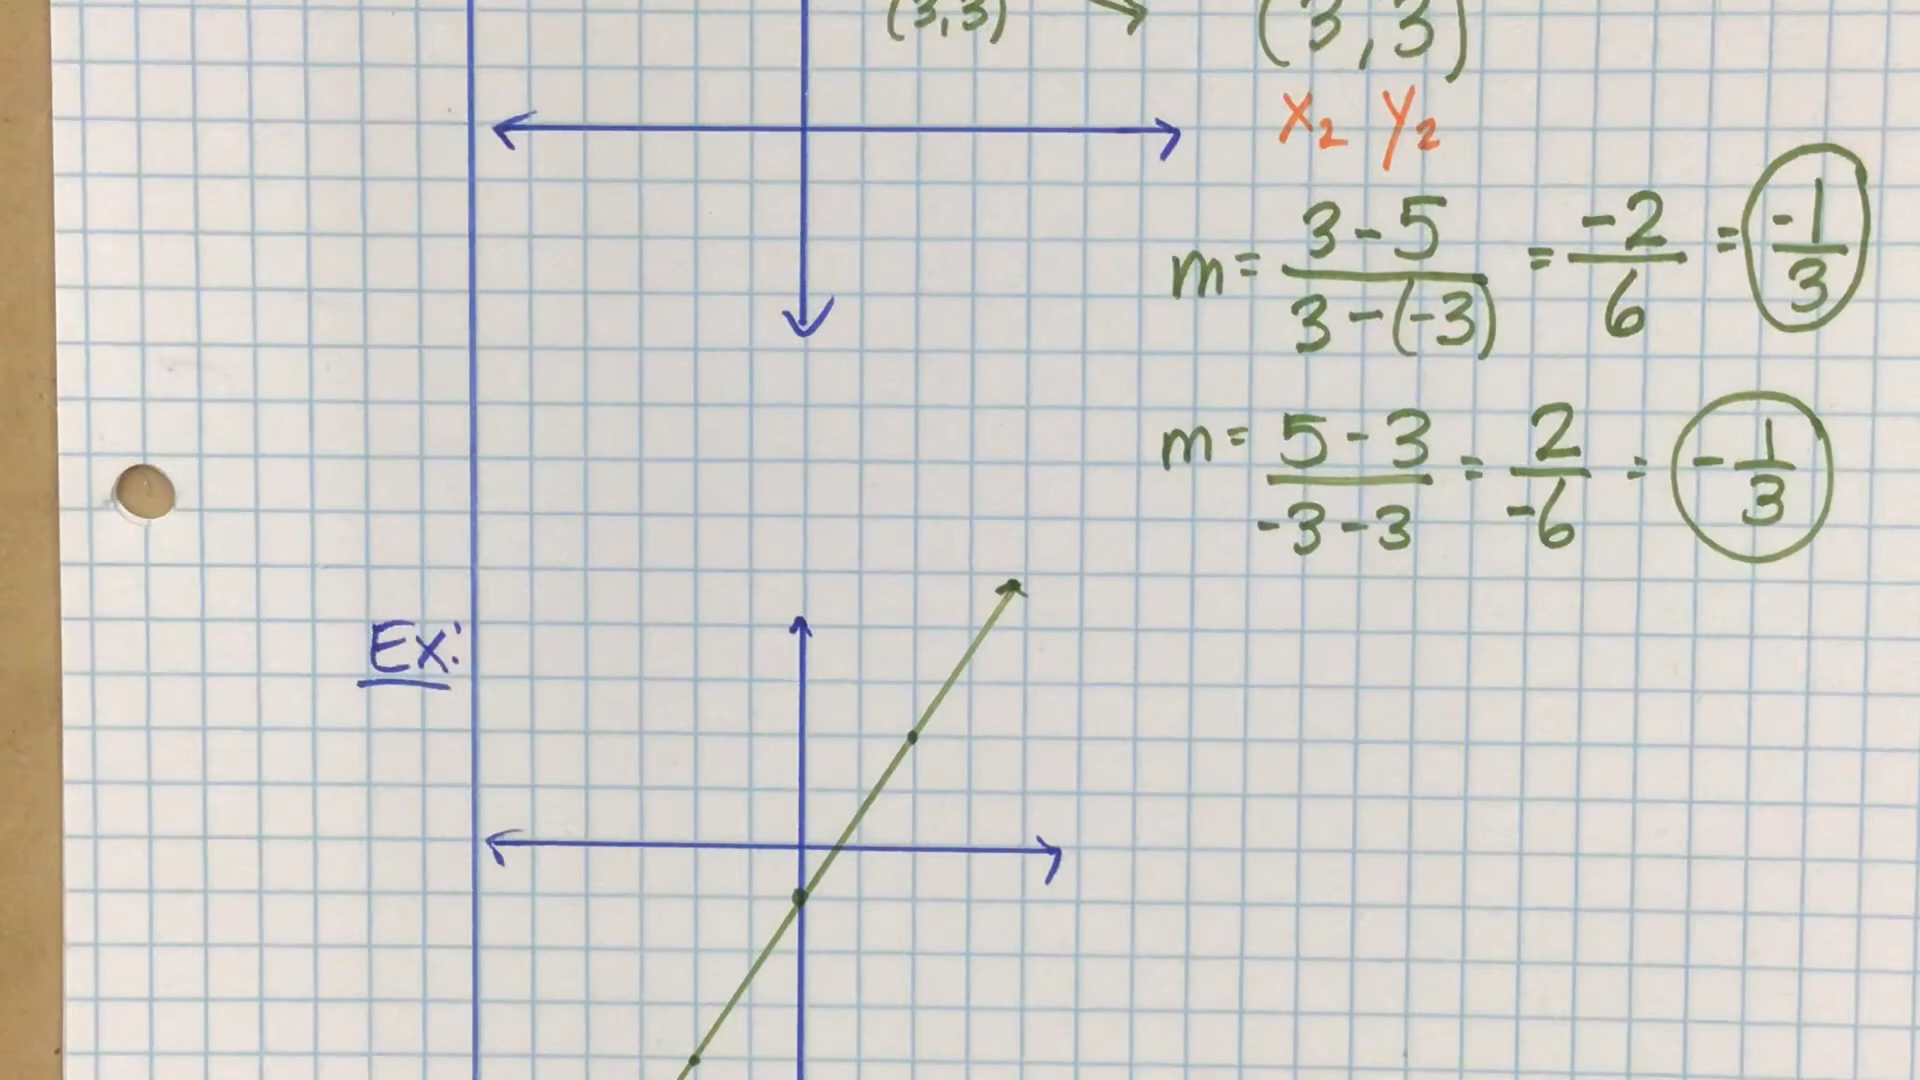 (3,3) → (3,3)
x₂ y₂
m = (3-5)/(3-(-3)) = -2/6 = -1/3
m = (5-3)/(-3-3) = 2/-6 = -1/3
Ex: